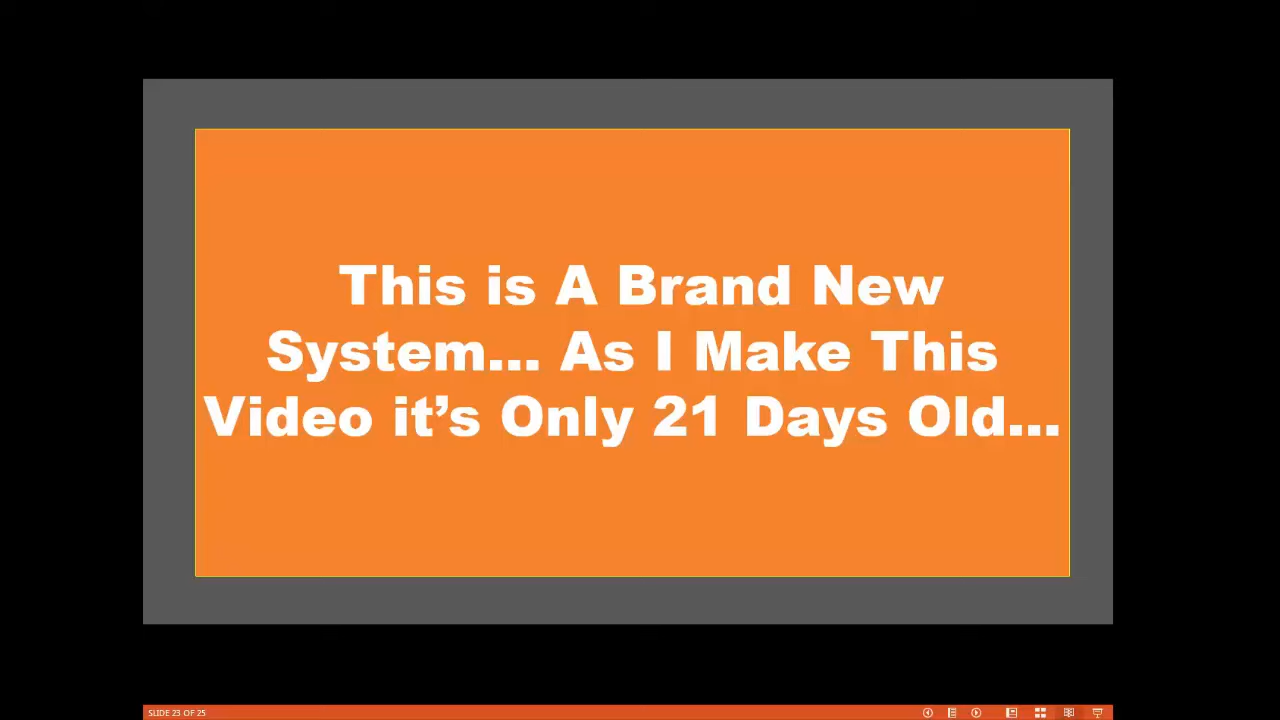 This is A Brand New
System... As I Make This
Video it’s Only 21 Days Old...
SLIDE 23 OF 25